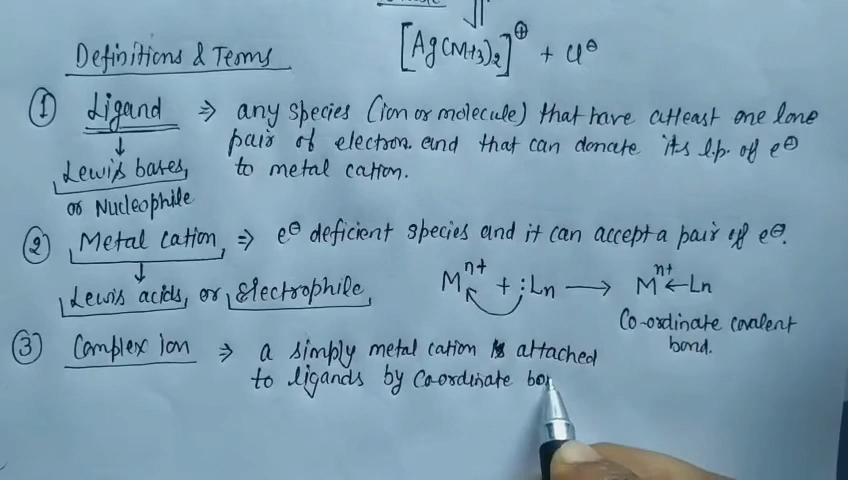 [Ag(NH3)2]⊕ + Cl⊖
Definitions & Terms
① Ligand ⇒ any species (ion or molecule) that have atleast one lone
pair of electron. and that can donate its l.p. of e⊖
to metal cation.
↓
Lewis bases,
or Nucleophile
② Metal cation, ⇒ e⊖ deficient species and it can accept a pair of e⊖.
↓
Lewis acids, or Electrophile,
Mn+ + :Ln → Mn+ ← Ln
Co-ordinate covalent
bond.
③ Complex ion ⇒ a simply metal cation is attached
to ligands by co-ordinate bo